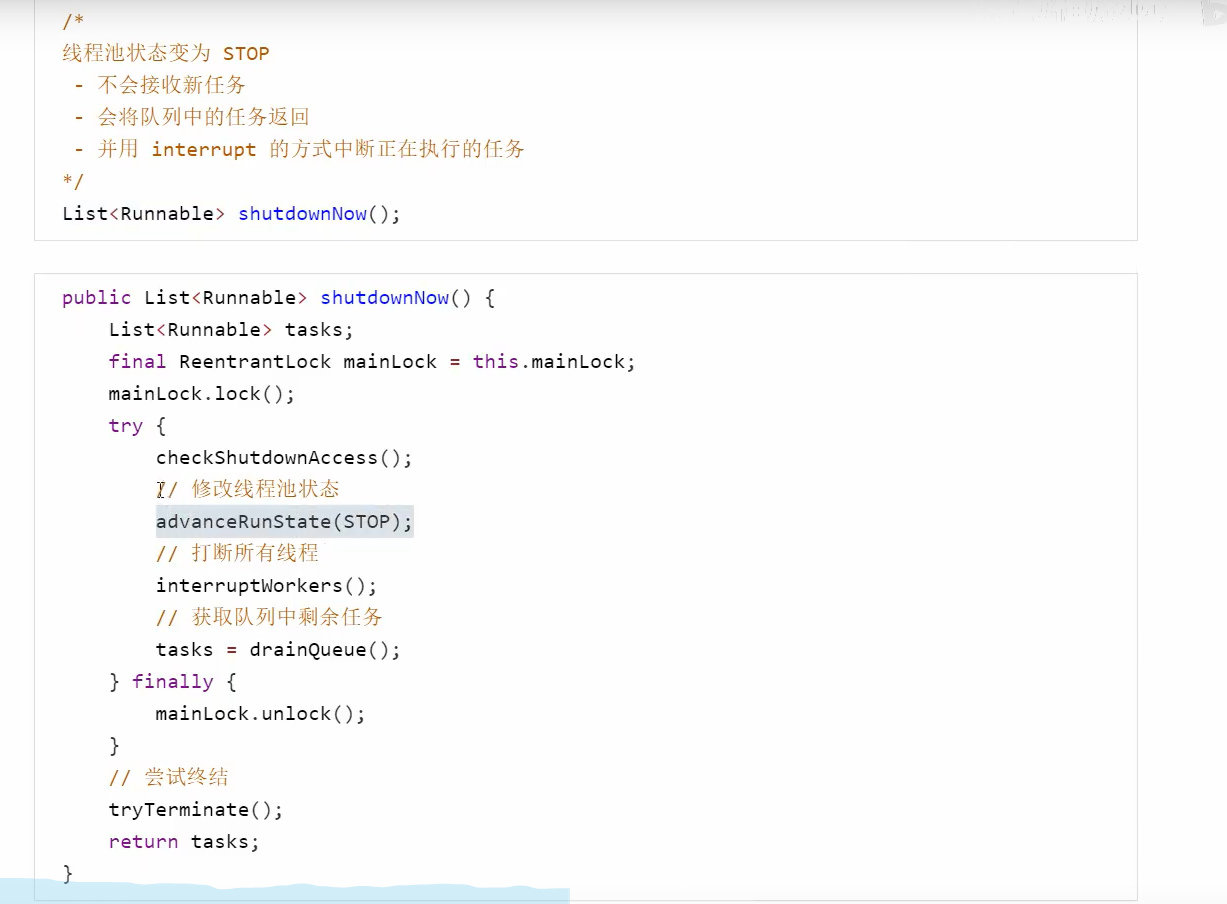 /*
线程池状态变为 STOP
- 不会接收新任务
- 会将队列中的任务返回
- 并用 interrupt 的方式中断正在执行的任务
*/
List<Runnable> shutdownNow();
public List<Runnable> shutdownNow() {
List<Runnable> tasks;
final ReentrantLock mainLock = this.mainLock;
mainLock.lock();
try {
checkShutdownAccess();
// 修改线程池状态
advanceRunState(STOP);
// 打断所有线程
interruptWorkers();
// 获取队列中剩余任务
tasks = drainQueue();
} finally {
mainLock.unlock();
}
// 尝试终结
tryTerminate();
return tasks;
}